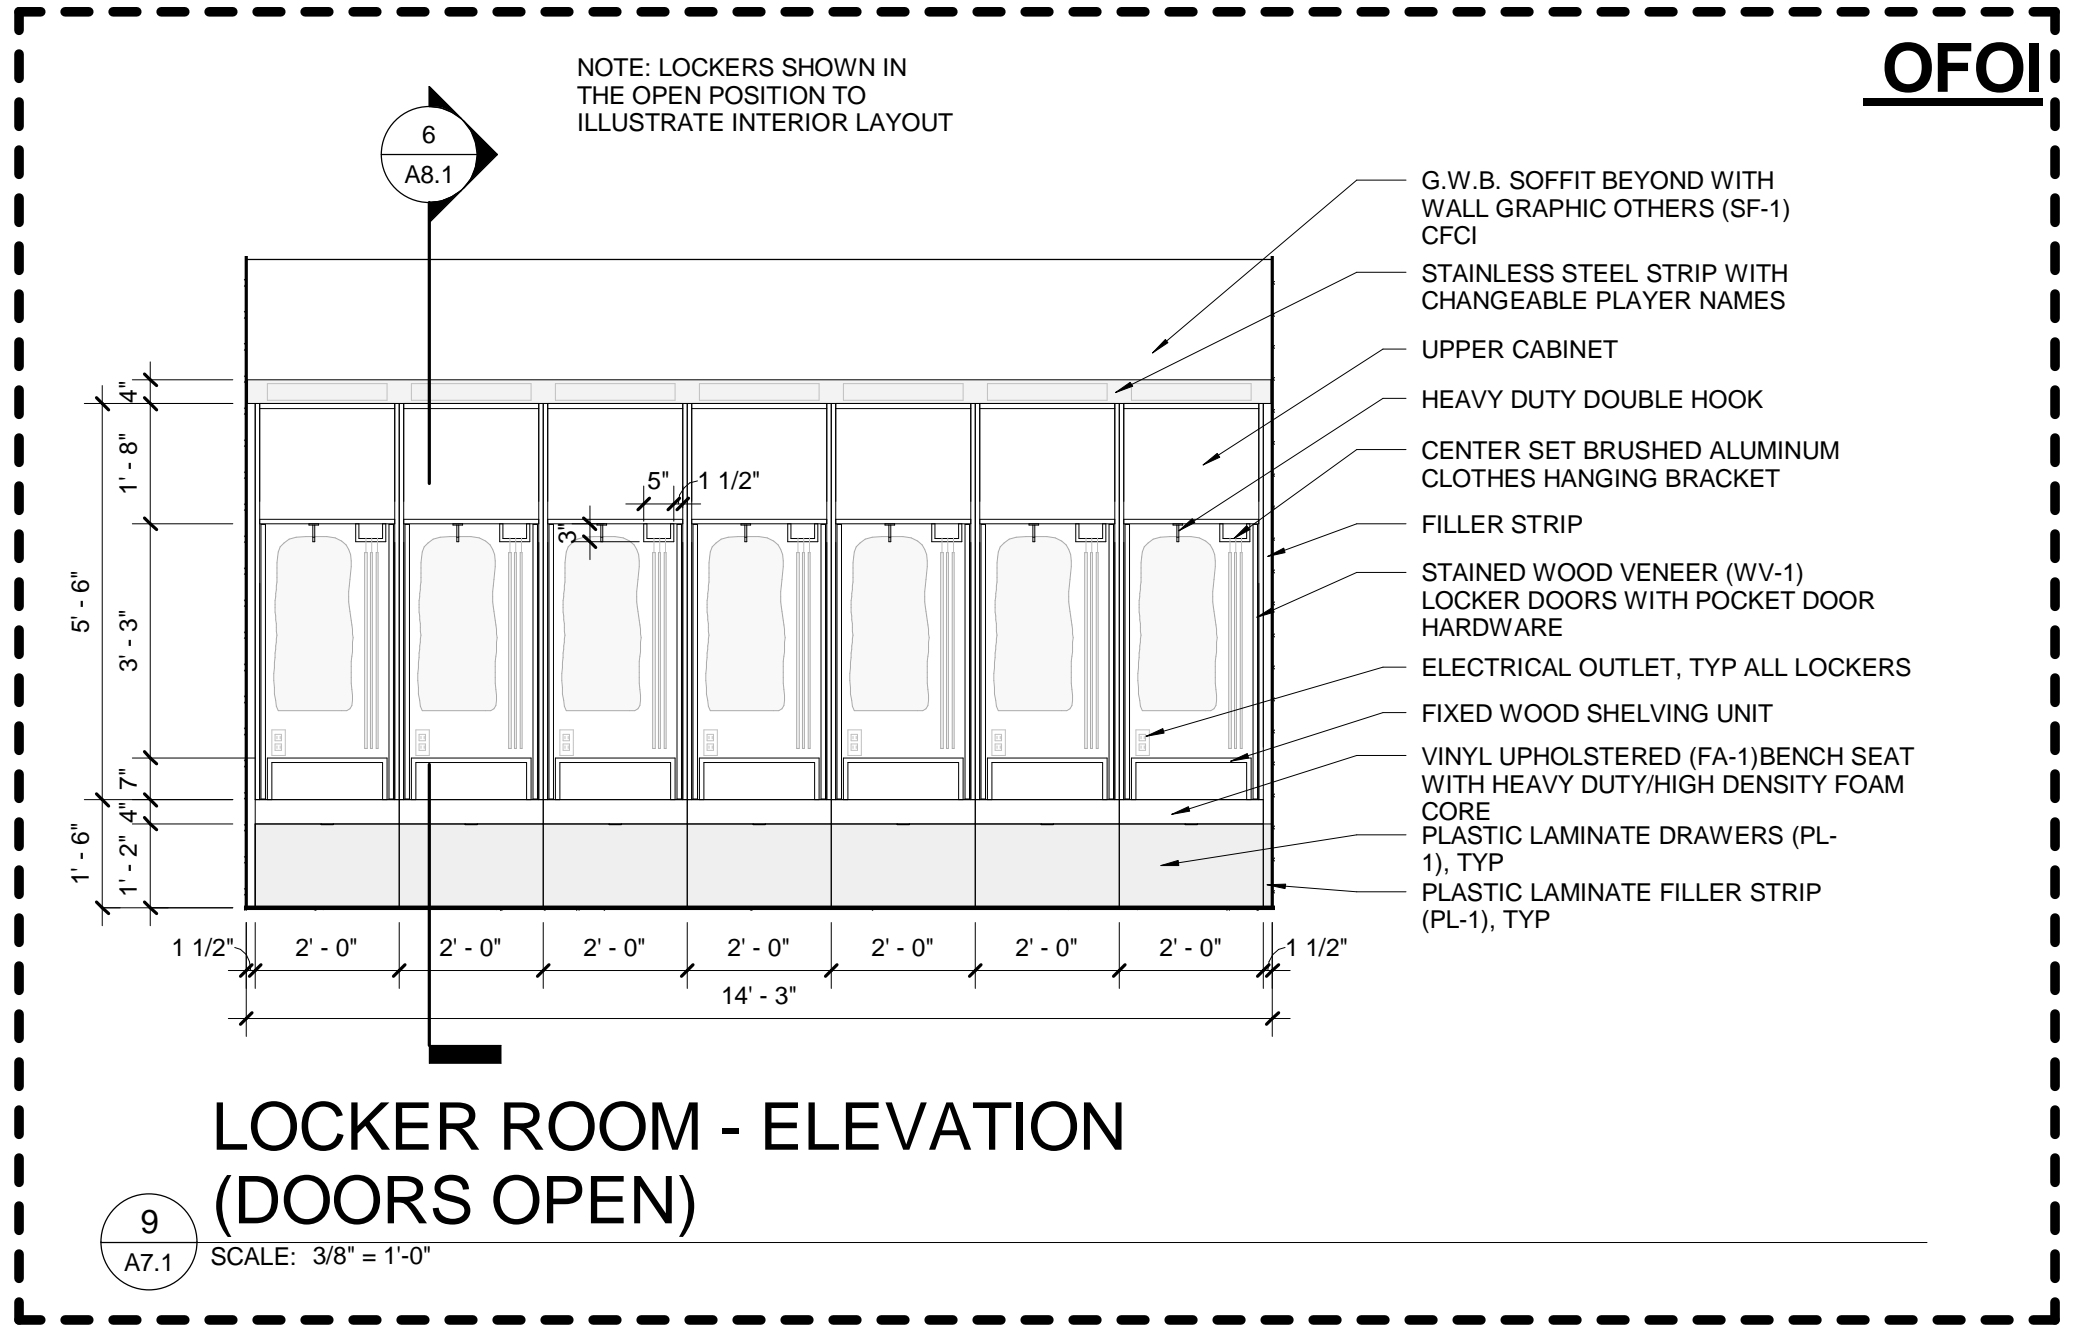 OFOI
NOTE: LOCKERS SHOWN IN
THE OPEN POSITION TO
ILLUSTRATE INTERIOR LAYOUT
6
A8.1
G.W.B. SOFFIT BEYOND WITH
WALL GRAPHIC OTHERS (SF-1)
CFCI
STAINLESS STEEL STRIP WITH
CHANGEABLE PLAYER NAMES
UPPER CABINET
HEAVY DUTY DOUBLE HOOK
CENTER SET BRUSHED ALUMINUM
CLOTHES HANGING BRACKET
FILLER STRIP
STAINED WOOD VENEER (WV-1)
LOCKER DOORS WITH POCKET DOOR
HARDWARE
ELECTRICAL OUTLET, TYP ALL LOCKERS
FIXED WOOD SHELVING UNIT
VINYL UPHOLSTERED (FA-1)BENCH SEAT
WITH HEAVY DUTY/HIGH DENSITY FOAM
CORE
PLASTIC LAMINATE DRAWERS (PL-
1), TYP
PLASTIC LAMINATE FILLER STRIP
(PL-1), TYP
4"
1' - 8"
3' - 3"
7"
4"
1' - 2"
5' - 6"
1' - 6"
5"
1 1/2"
3"
1 1/2" 2' - 0" 2' - 0" 2' - 0" 2' - 0" 2' - 0" 2' - 0" 2' - 0" 1 1/2"
14' - 3"
LOCKER ROOM - ELEVATION
(DOORS OPEN)
9
A7.1
SCALE: 3/8" = 1'-0"